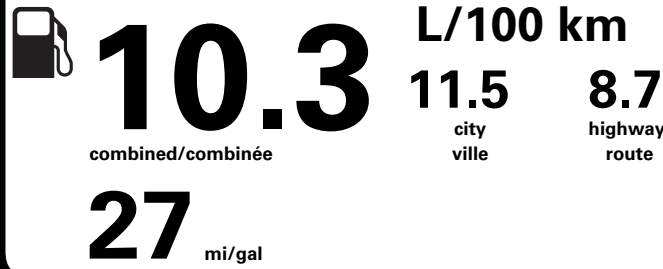 L/100 km
10.3
combined/combinée
11.5
city
ville
8.7
highway
route
27 mi/gal